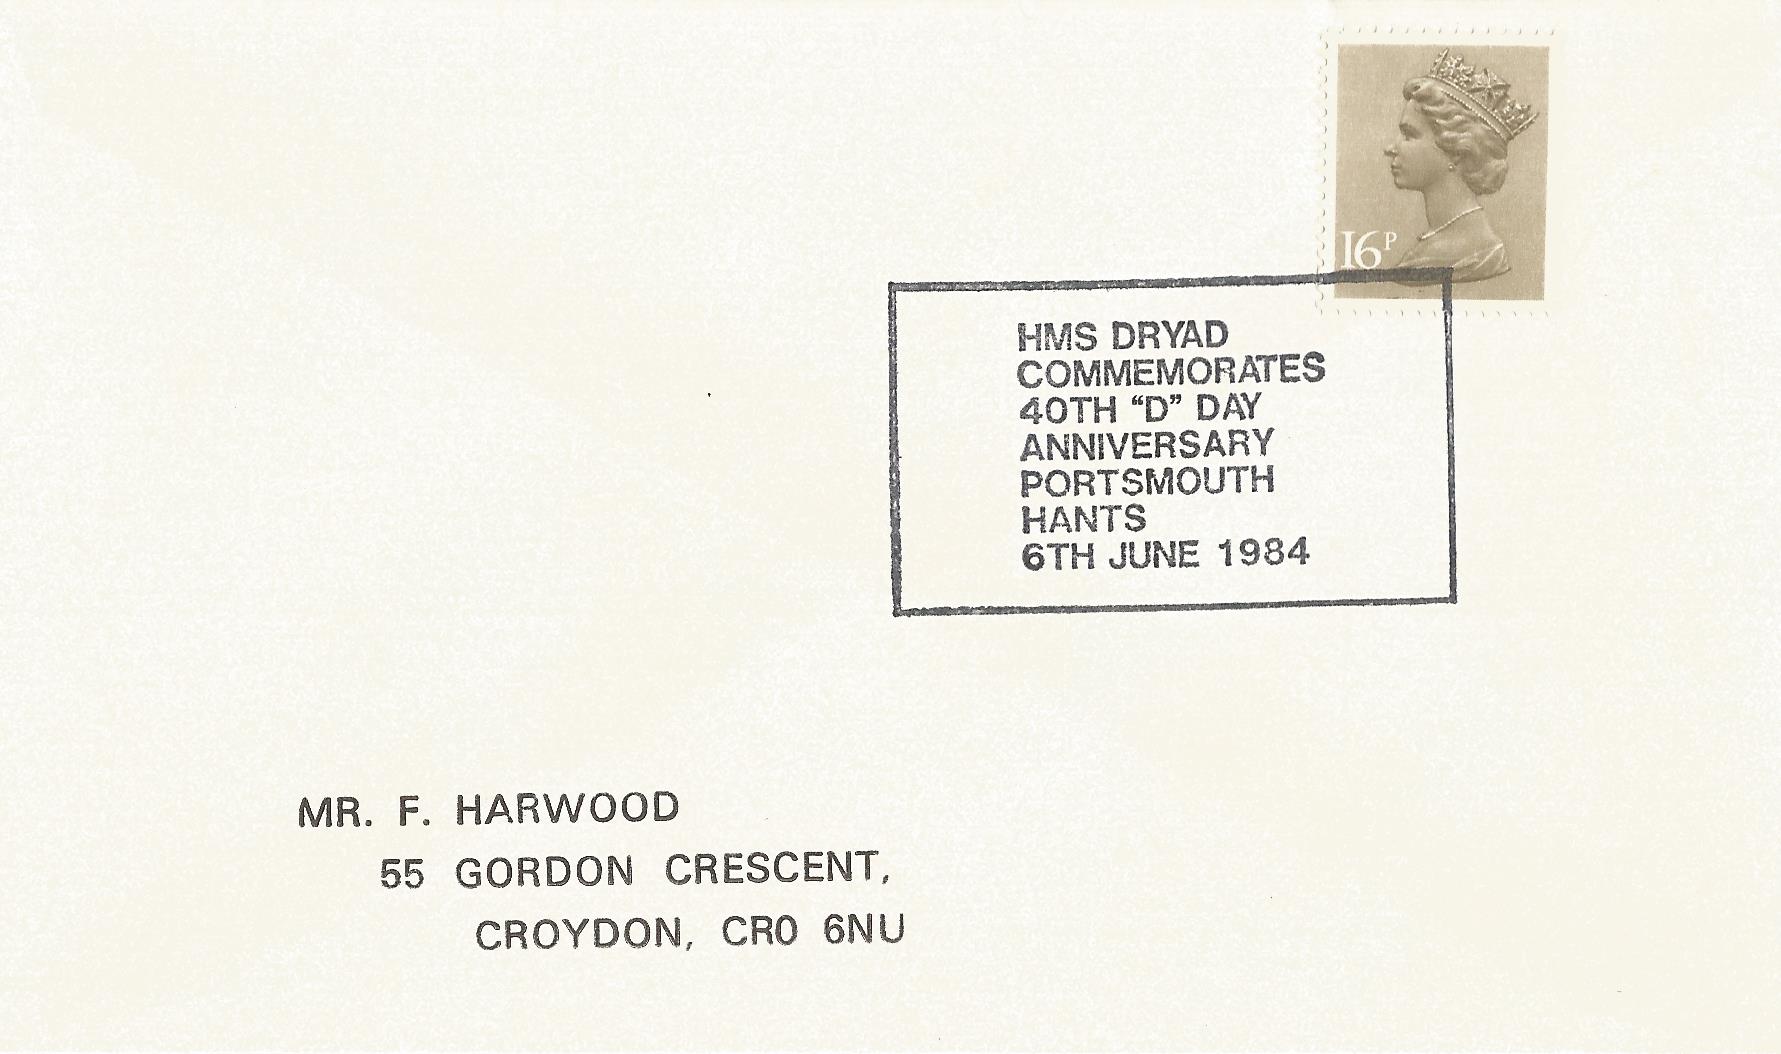 16P
HMS DRYAD
COMMEMORATES
40TH “D” DAY
ANNIVERSARY
PORTSMOUTH
HANTS
6TH JUNE 1984
MR. F. HARWOOD
55 GORDON CRESCENT,
CROYDON, CR0 6NU